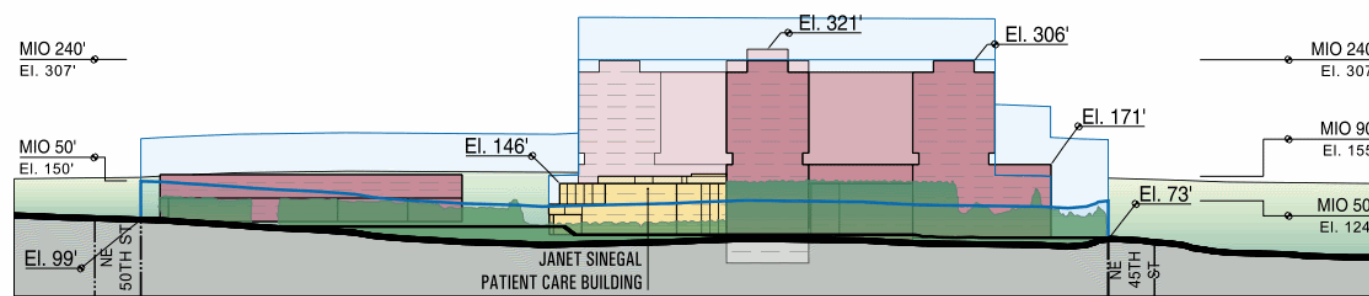 El. 321'
El. 306'
MIO 240'
El. 307'
MIO 240'
El. 307'
El. 171'
El. 146'
MIO 50'
El. 150'
MIO 90
El. 155
El. 73'
MIO 50
El. 124
El. 99'
NE
50TH ST
JANET SINEGAL
PATIENT CARE BUILDING
NE
45TH
ST